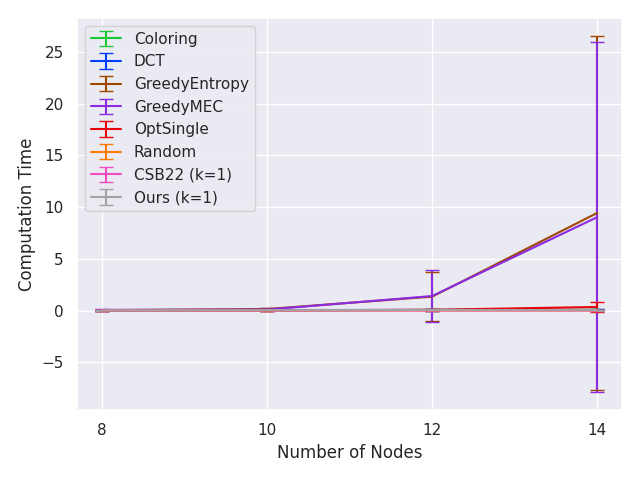 Coloring
DCT
GreedyEntropy
GreedyMEC
OptSingle
Random
CSB22 (k=1)
Ours (k=1)
25
20
15
10
5
0
−5
Computation Time
8
10
12
14
Number of Nodes